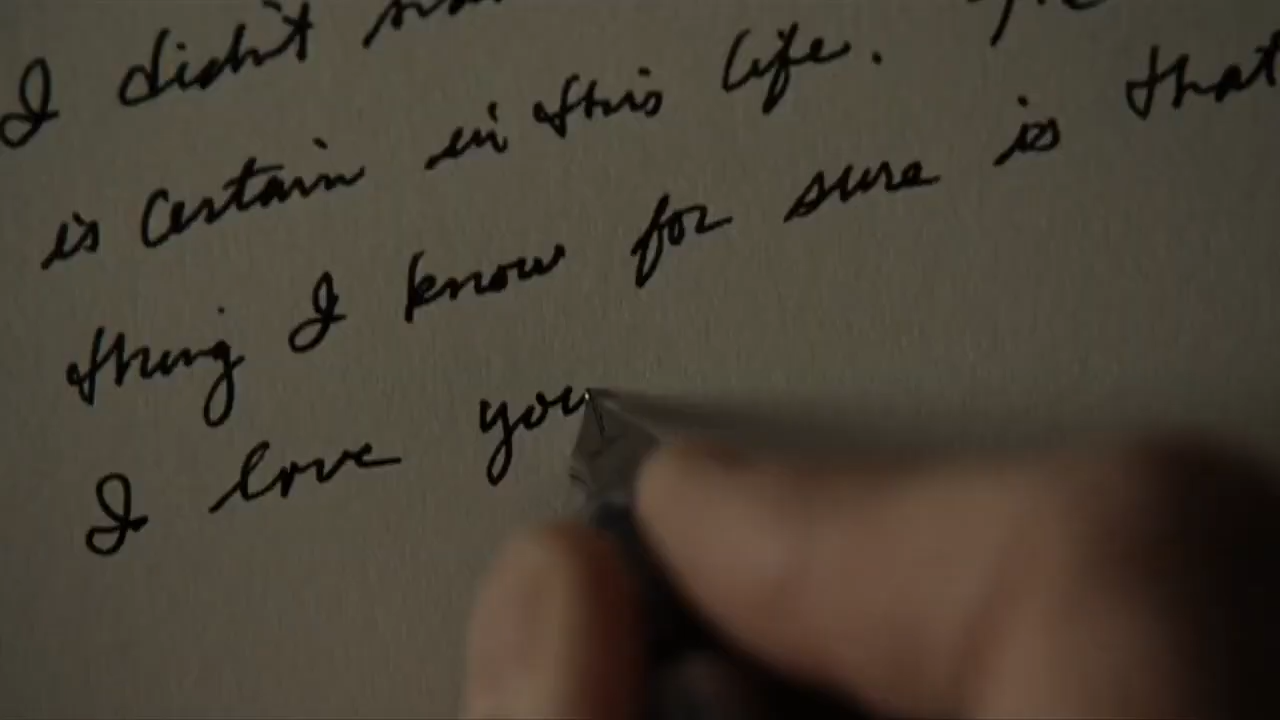 I didn't
is certain in this life.
thing I know for sure is that
I love you